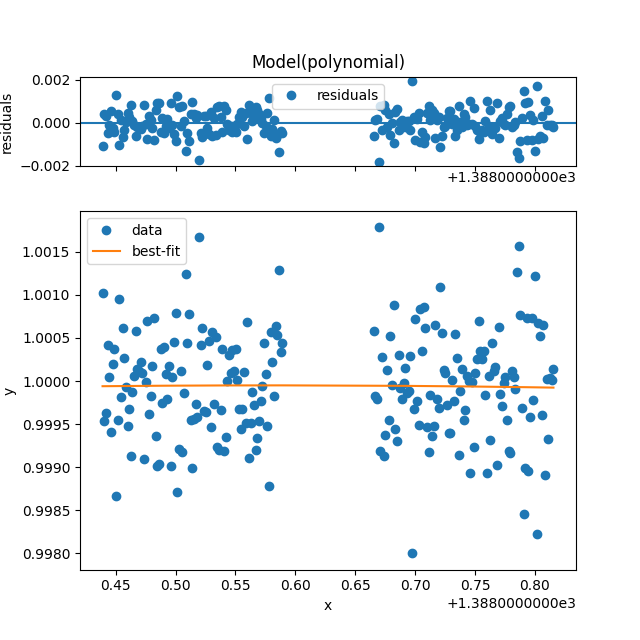 Model(polynomial)
0.002
0.000
−0.002
residuals
residuals
+1.3880000000e3
data
best-fit
1.0015
1.0010
1.0005
1.0000
0.9995
0.9990
0.9985
0.9980
y
0.45 0.50 0.55 0.60 0.65 0.70 0.75 0.80
x
+1.3880000000e3